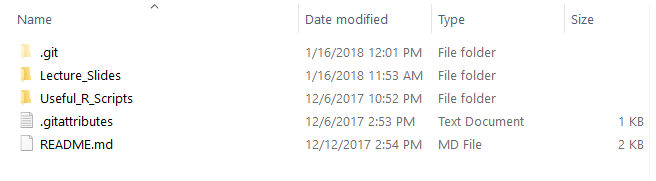 Name Date modified Type Size
.git 1/16/2018 12:01 PM File folder
Lecture_Slides 1/16/2018 11:53 AM File folder
Useful_R_Scripts 12/6/2017 10:52 PM File folder
.gitattributes 12/6/2017 2:53 PM Text Document 1 KB
README.md 12/12/2017 2:54 PM MD File 2 KB